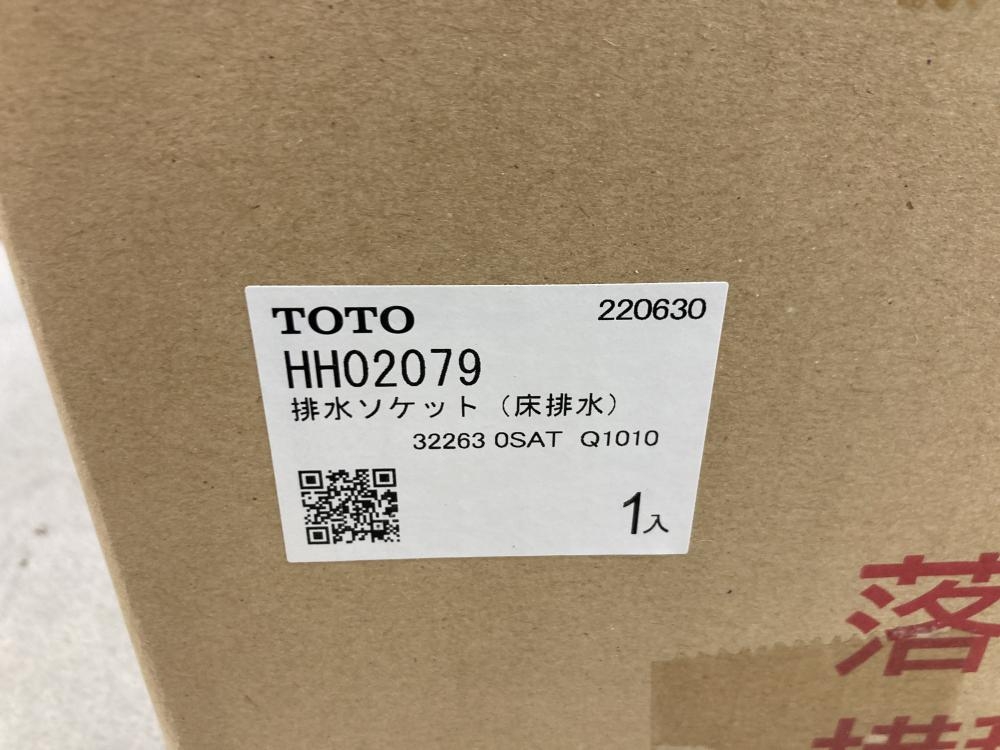 TOTO 220630
HH02079
排水ソケット（床排水）
32263 0SAT Q1010
1入
落